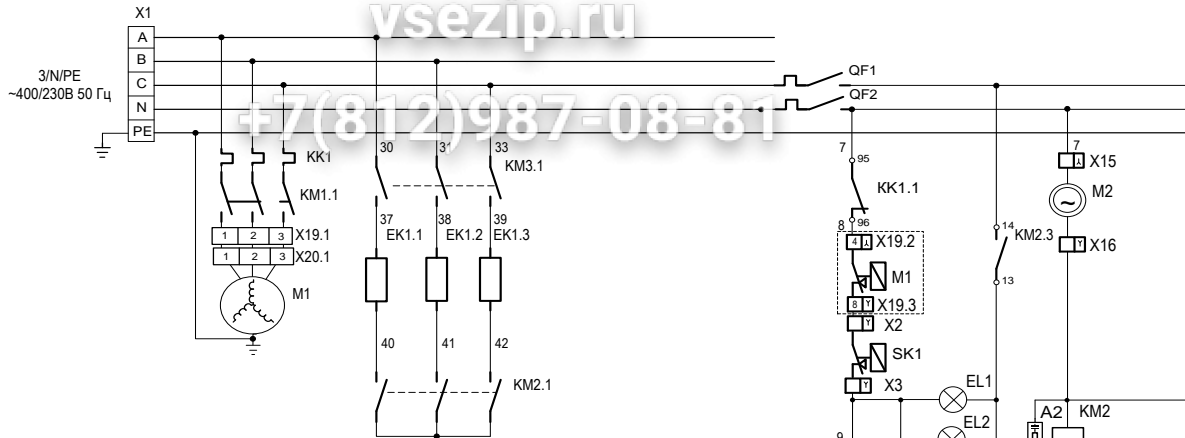 vsezip.ru
X1
A
B
C
N
PE
3/N/PE
~400/230В 50 Гц
QF1
QF2
+7(812)987-08-81
KK1
KM1.1
1 2 3 X19.1
1 2 3 X20.1
M1
30 31 33
KM3.1
37 38 39
EK1.1 EK1.2 EK1.3
40 41 42
KM2.1
7
95
KK1.1
96
8
4 X19.2
M1
8 X19.3
X2
SK1
X3
9
EL1
EL2
14
KM2.3
13
7
X15
M2
~
X16
A2 KM2